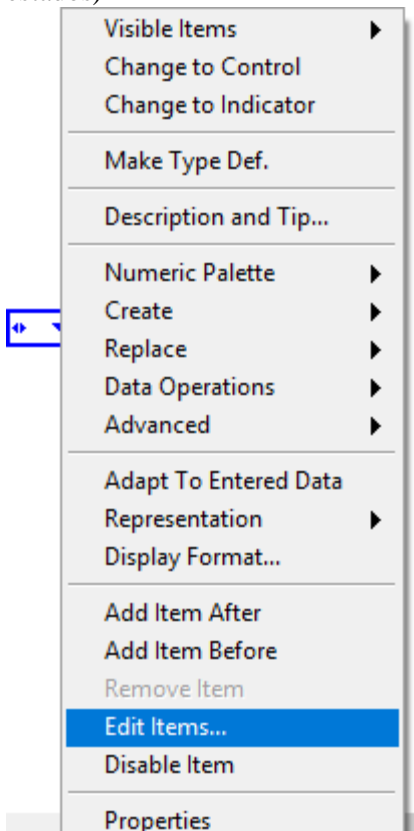 Visible Items
Change to Control
Change to Indicator
Make Type Def.
Description and Tip...
Numeric Palette
Create
Replace
Data Operations
Advanced
Adapt To Entered Data
Representation
Display Format...
Add Item After
Add Item Before
Remove Item
Edit Items...
Disable Item
Properties